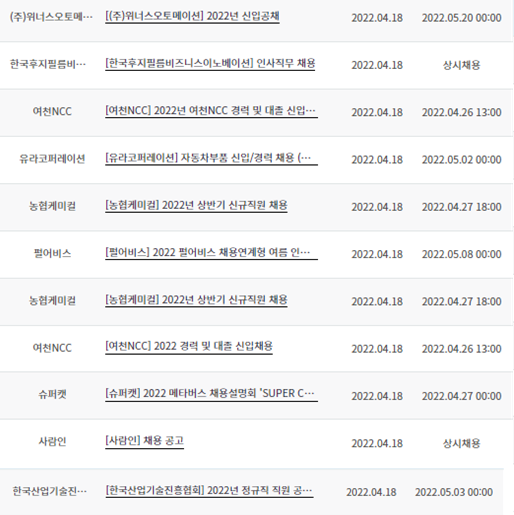 (주)위너스오토메⋯ [(주)위너스오토메이션] 2022년 신입공채 2022.04.18 2022.05.20 00:00
한국후지필름비⋯ [한국후지필름비즈니스이노베이션] 인사직무 채용 2022.04.18 상시채용
여천NCC [여천NCC] 2022년 여천NCC 경력 및 대졸 신입⋯ 2022.04.18 2022.04.26 13:00
유라코퍼레이션 [유라코퍼레이션] 자동차부품 신입/경력 채용 (⋯ 2022.04.18 2022.05.02 00:00
농협케미컬 [농협케미컬] 2022년 상반기 신규직원 채용 2022.04.18 2022.04.27 18:00
펄어비스 [펄어비스] 2022 펄어비스 채용연계형 여름 인⋯ 2022.04.18 2022.05.08 00:00
농협케미컬 [농협케미컬] 2022년 상반기 신규직원 채용 2022.04.18 2022.04.27 18:00
여천NCC [여천NCC] 2022 경력 및 대졸 신입채용 2022.04.18 2022.04.26 13:00
슈퍼캣 [슈퍼캣] 2022 메타버스 채용설명회 'SUPER C⋯ 2022.04.18 2022.04.27 00:00
사람인 [사람인] 채용 공고 2022.04.18 상시채용
한국산업기술진⋯ [한국산업기술진흥협회] 2022년 정규직 직원 공⋯ 2022.04.18 2022.05.03 00:00